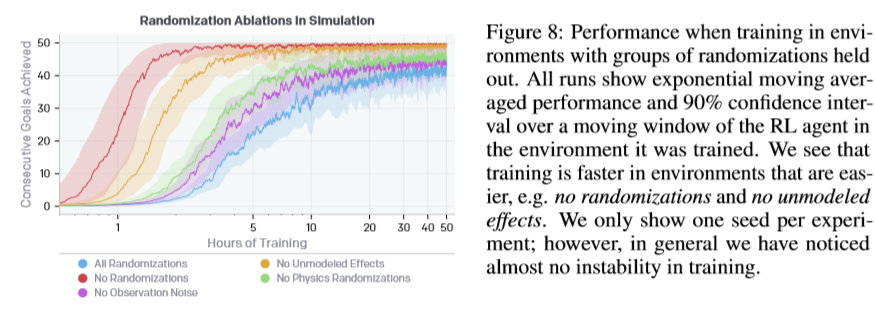 Randomization Ablations in Simulation
Consecutive Goals Achieved
50
40
30
20
10
0
1 5 10 20 30 40 50
Hours of Training
All Randomizations
No Randomizations
No Observation Noise
No Unmodeled Effects
No Physics Randomizations
Figure 8: Performance when training in envi-
ronments with groups of randomizations held
out. All runs show exponential moving aver-
aged performance and 90% confidence inter-
val over a moving window of the RL agent in
the environment it was trained. We see that
training is faster in environments that are eas-
ier, e.g. no randomizations and no unmodeled
effects. We only show one seed per experi-
ment; however, in general we have noticed
almost no instability in training.